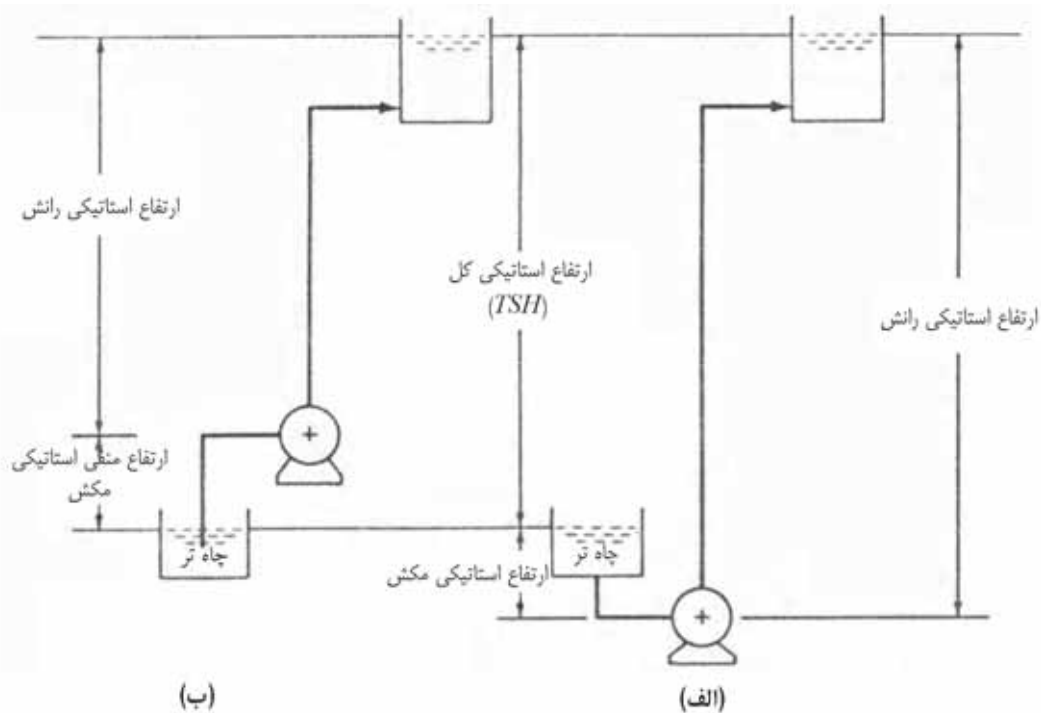 ارتفاع استاتیکی رانش
ارتفاع استاتیکی کل
(TSH)
ارتفاع استاتیکی رانش
ارتفاع منفی استاتیکی
مکش
چاه تر
ارتفاع استاتیکی مکش
چاه تر
(الف)
(ب)